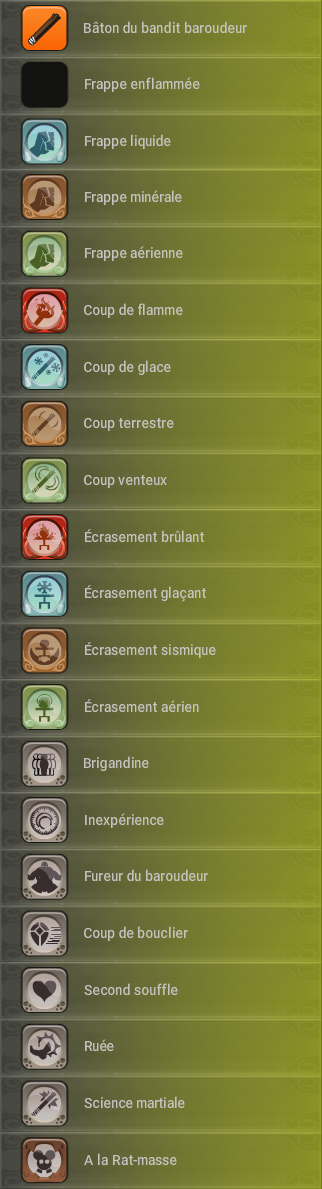 Bâton du bandit baroudeur
Frappe enflammée
Frappe liquide
Frappe minérale
Frappe aérienne
Coup de flamme
Coup de glace
Coup terrestre
Coup venteux
Écrasement brûlant
Écrasement glaçant
Écrasement sismique
Écrasement aérien
Brigandine
Inexpérience
Fureur du baroudeur
Coup de bouclier
Second souffle
Ruée
Science martiale
A la Rat-masse